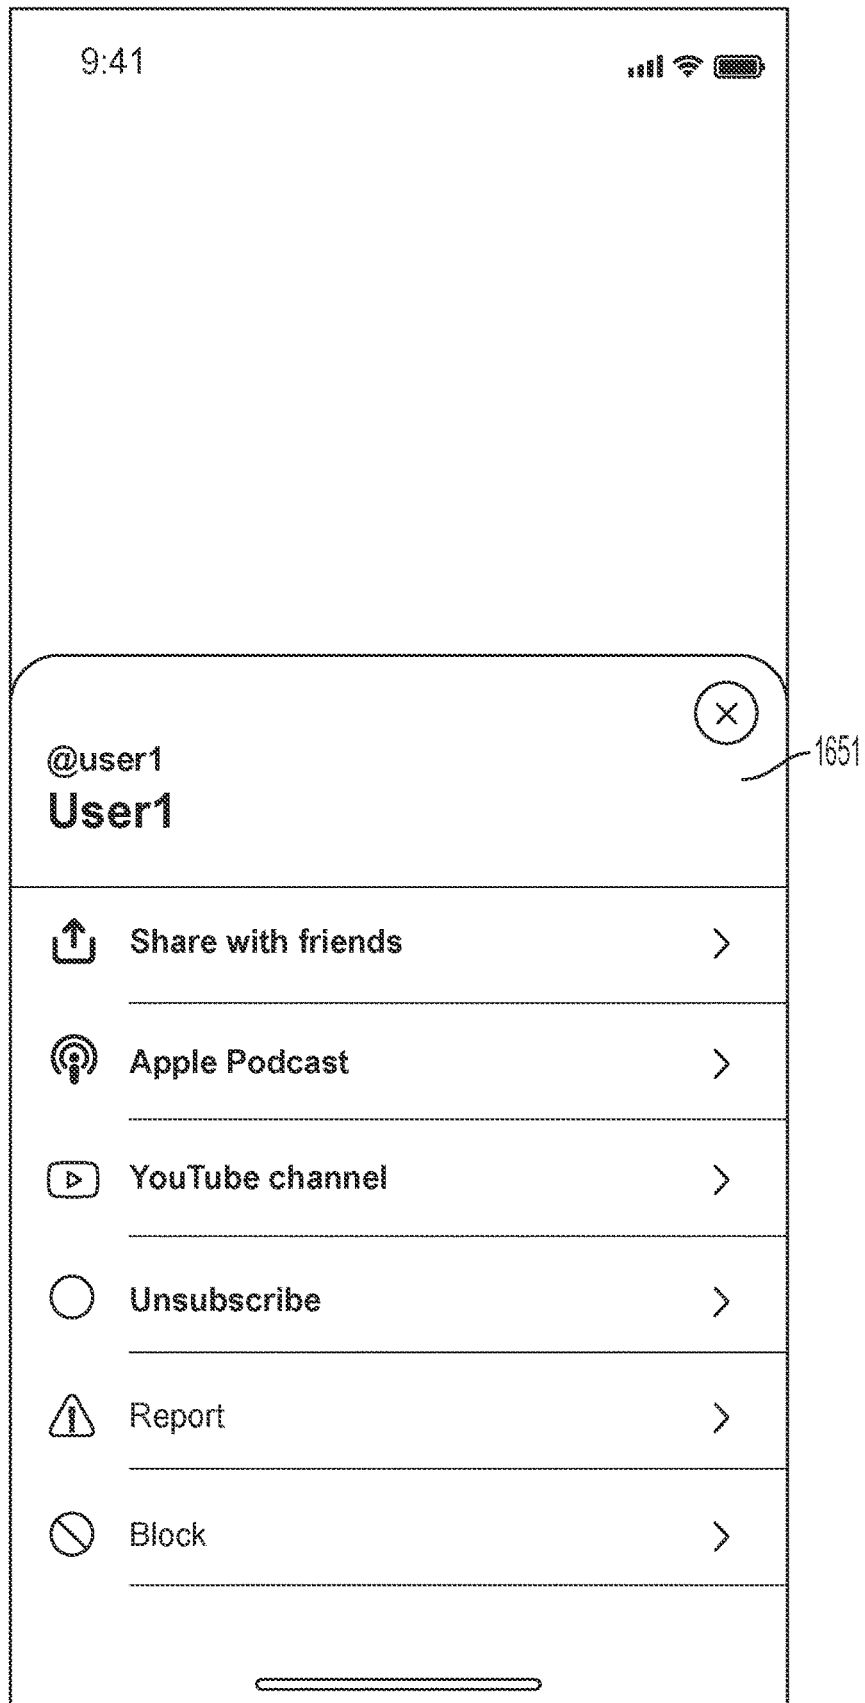 9:41
@user1
1651
User1
Share with friends
Apple Podcast
YouTube channel
Unsubscribe
Report
Block